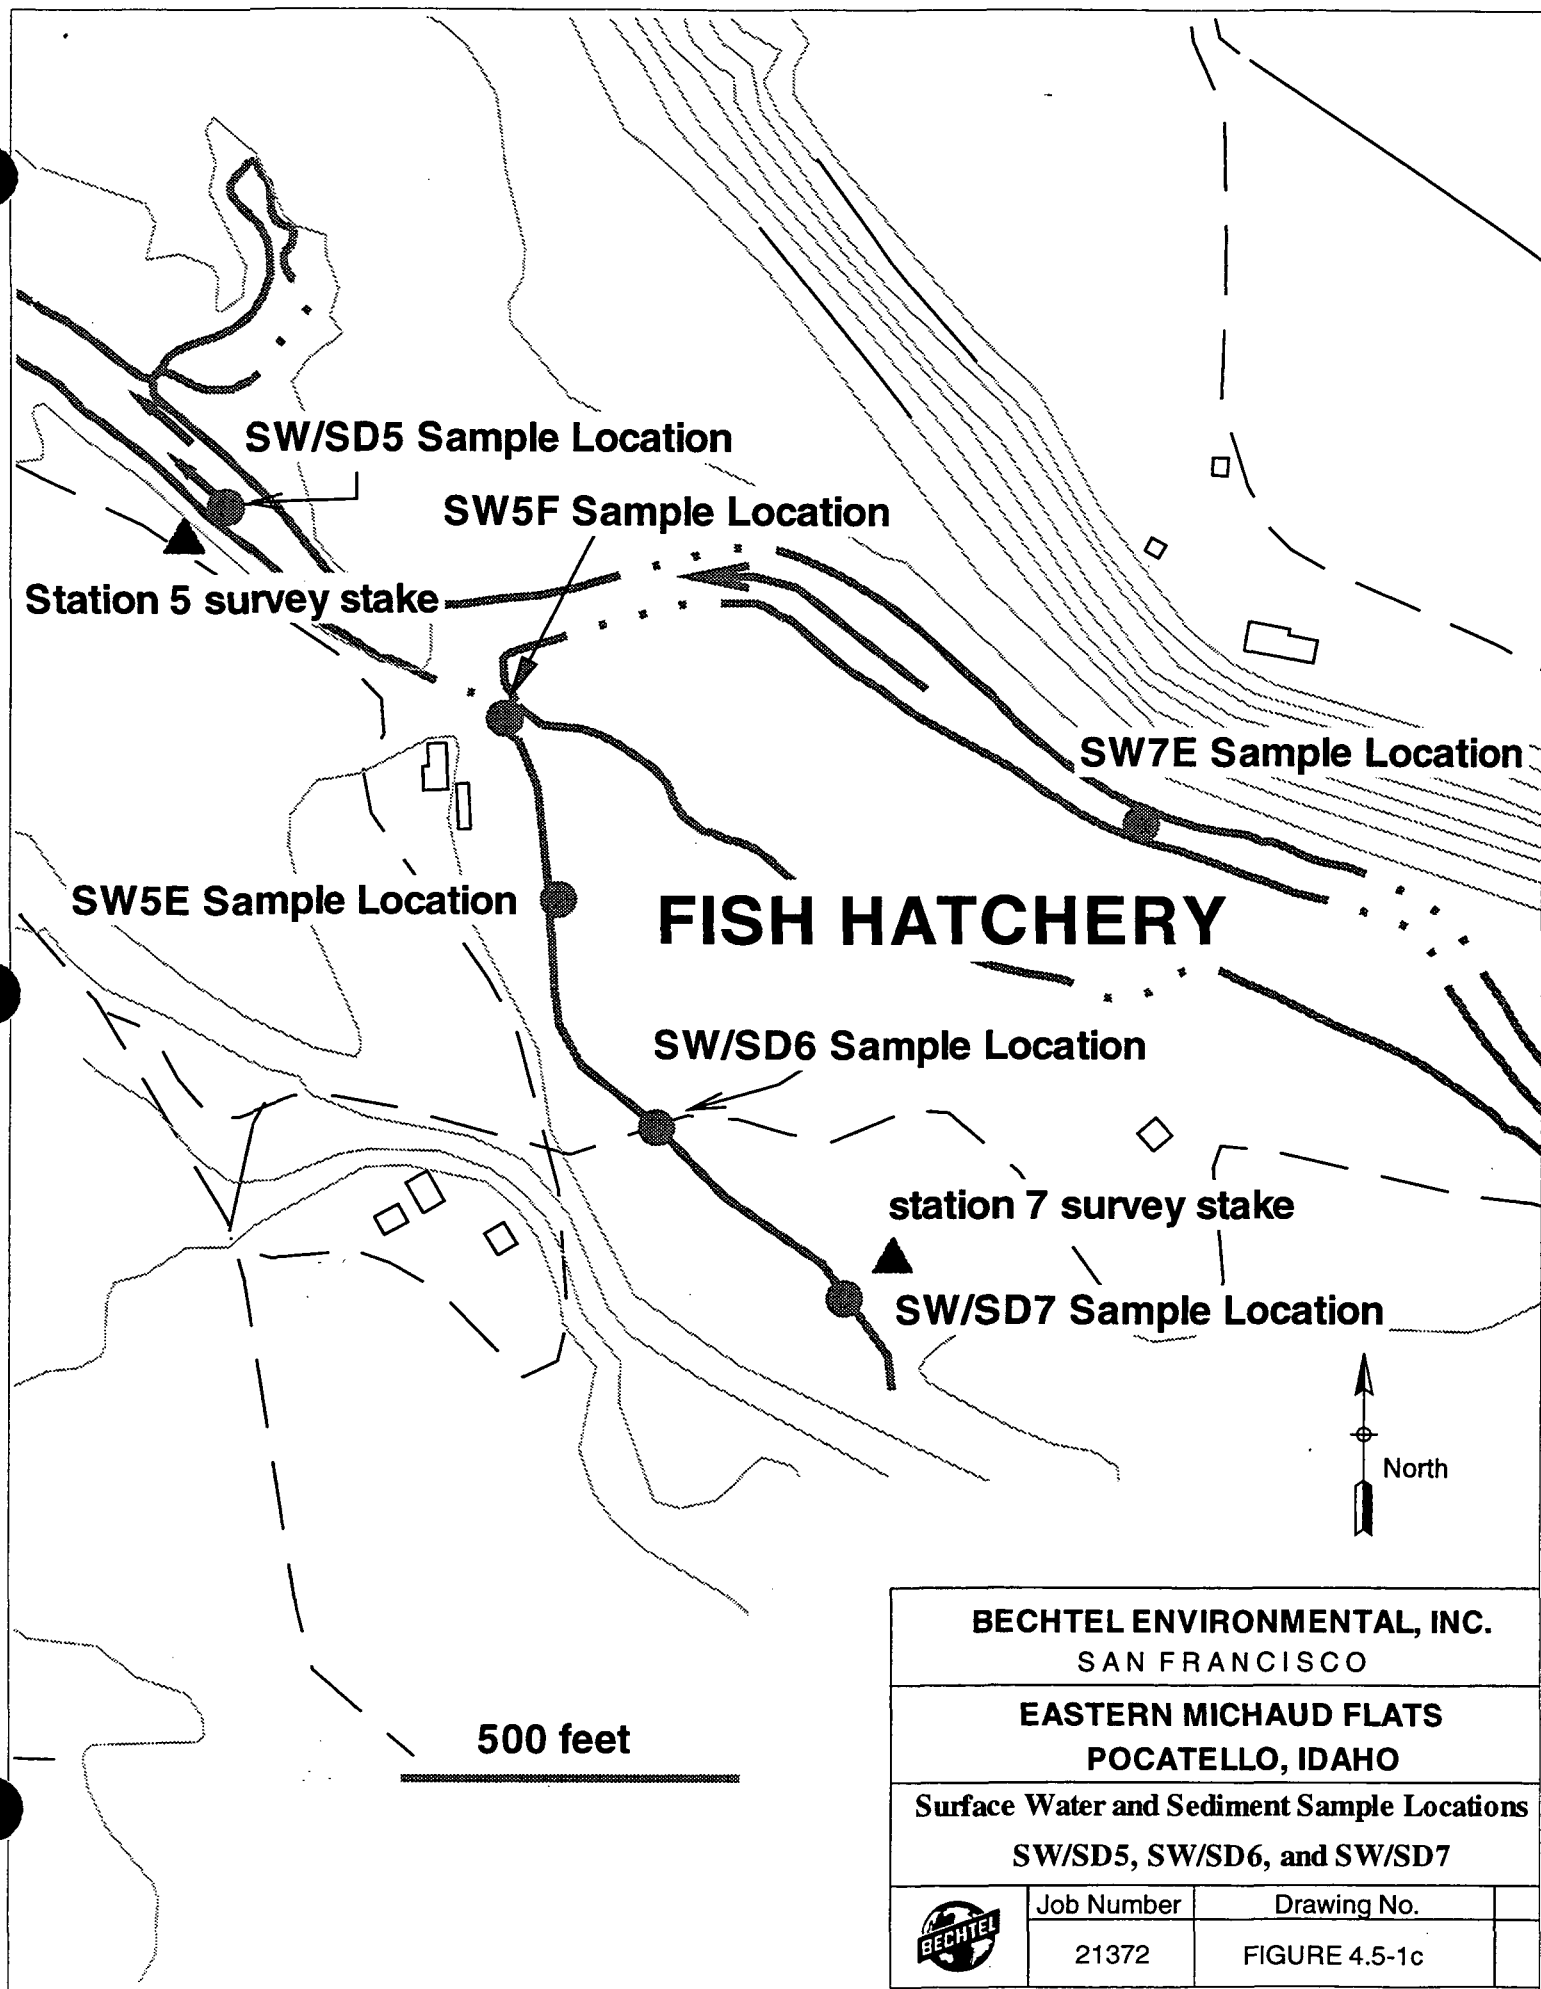 SW/SD5 Sample Location
SW5F Sample Location
Station 5 survey stake
SW7E Sample Location
SW5E Sample Location
FISH HATCHERY
SW/SD6 Sample Location
station 7 survey stake
SW/SD7 Sample Location
North
500 feet
BECHTEL ENVIRONMENTAL, INC.
SAN FRANCISCO
EASTERN MICHAUD FLATS
POCATELLO, IDAHO
Surface Water and Sediment Sample Locations
SW/SD5, SW/SD6, and SW/SD7
BECHTEL
Job Number
Drawing No.
21372
FIGURE 4.5-1c